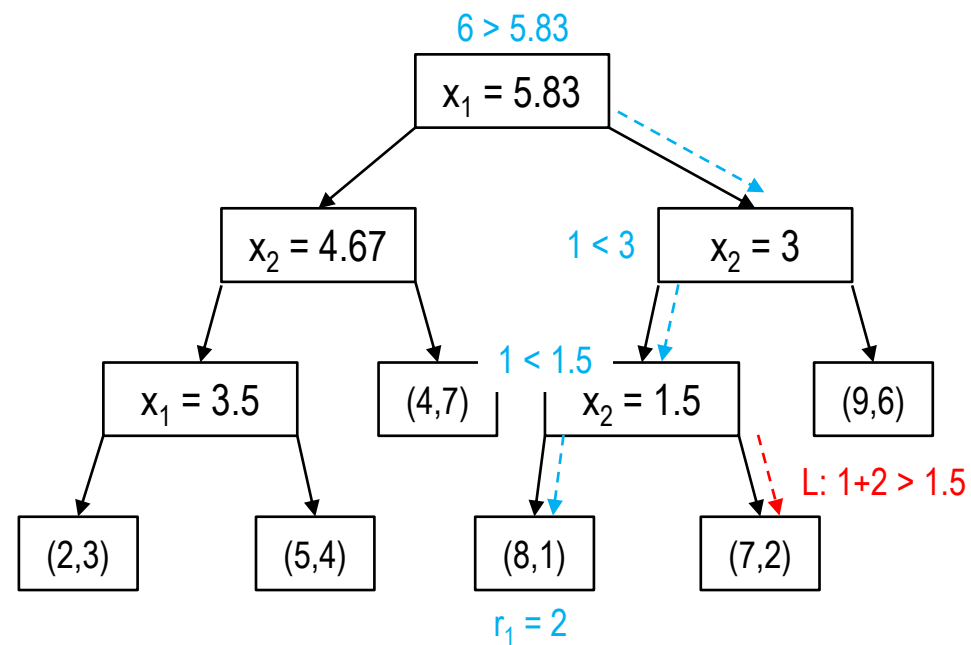 6 > 5.83
x₁ = 5.83
x₂ = 4.67
1 < 3
x₂ = 3
1 < 1.5
x₁ = 3.5
(4,7)
x₂ = 1.5
(9,6)
L: 1+2 > 1.5
(2,3)
(5,4)
(8,1)
(7,2)
r₁ = 2